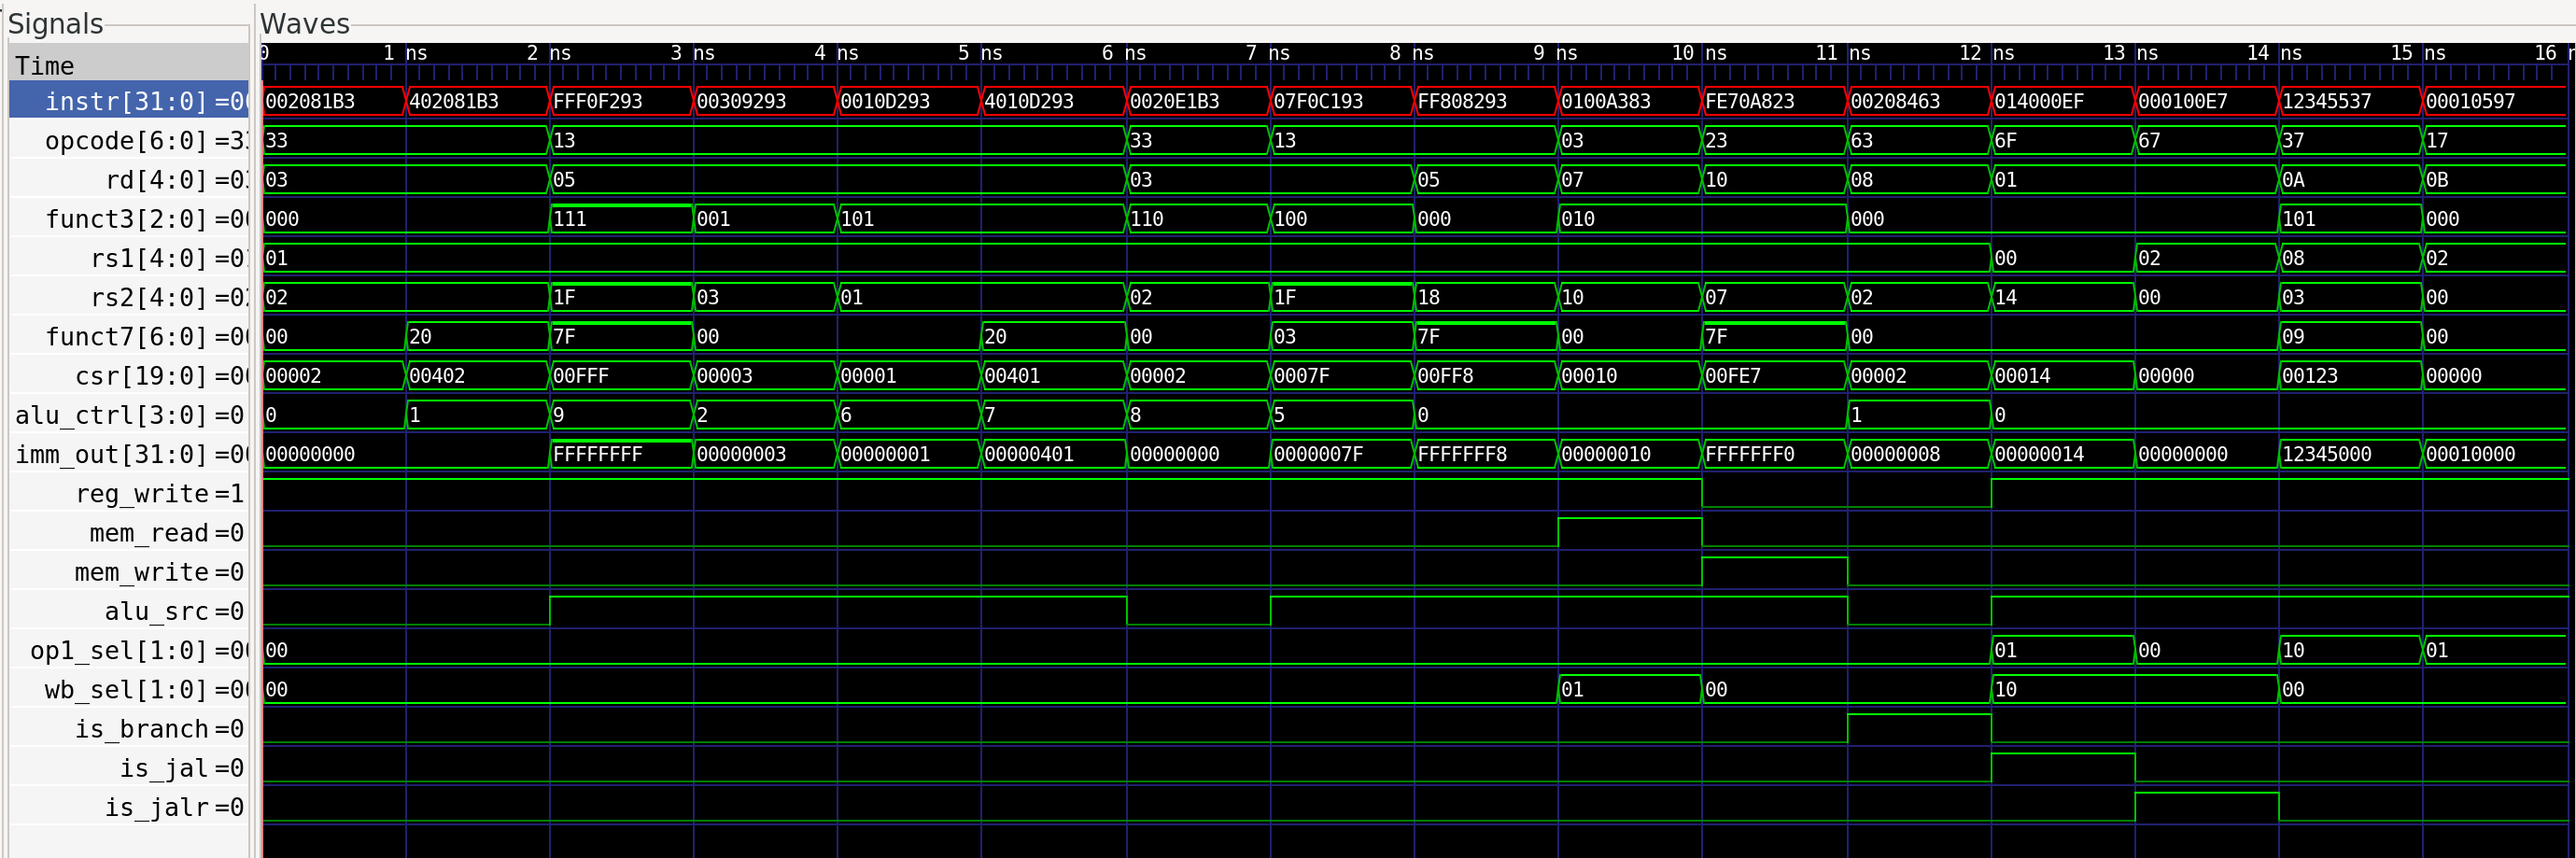 Signals Waves
0 1 ns 2 ns 3 ns 4 ns 5 ns 6 ns 7 ns 8 ns 9 ns 10 ns 11 ns 12 ns 13 ns 14 ns 15 ns 16
Time
instr[31:0]=00 002081B3 402081B3 FFF0F293 00309293 0010D293 4010D293 0020E1B3 07F0C193 FF808293 0100A383 FE70A823 00208463 014000EF 000100E7 12345537 00010597
opcode[6:0]=33 33 13 33 13 03 23 63 6F 67 37 17
rd[4:0]=03 03 05 03 05 07 10 08 01 0A 0B
funct3[2:0]=00 000 111 001 101 110 100 000 010 000 101 000
rs1[4:0]=01 01 00 02 08 02
rs2[4:0]=02 02 1F 03 01 02 1F 18 10 07 02 14 00 03 00
funct7[6:0]=00 00 20 7F 00 20 00 03 7F 00 7F 00 09 00
csr[19:0]=00 00002 00402 00FFF 00003 00001 00401 00002 0007F 00FF8 00010 00FE7 00002 00014 00000 00123 00000
alu_ctrl[3:0]=0 0 1 9 2 6 7 8 5 0 1 0
imm_out[31:0]=00 00000000 FFFFFFFF 00000003 00000001 00000401 00000000 0000007F FFFFFFF8 00000010 FFFFFFF0 00000008 00000014 00000000 12345000 00010000
reg_write=1
mem_read=0
mem_write=0
alu_src=0
op1_sel[1:0]=00 00 01 00 10 01
wb_sel[1:0]=00 00 01 00 10 00
is_branch=0
is_jal=0
is_jalr=0